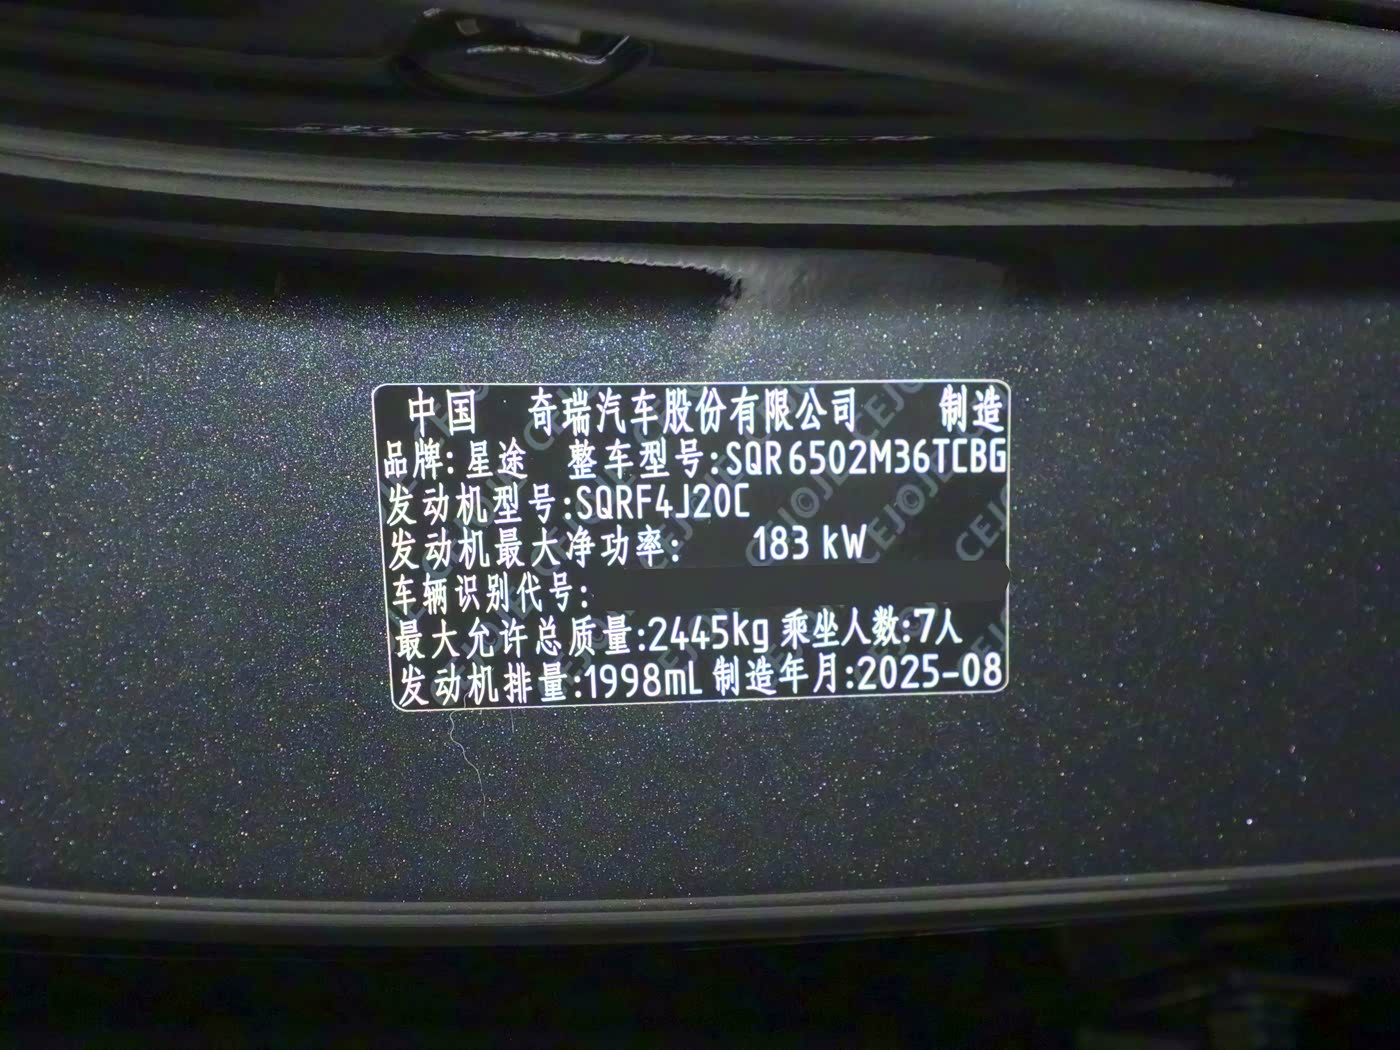 中国 奇瑞汽车股份有限公司 制造
品牌:星途 整车型号:SQR6502M36TCBG
发动机型号:SQRF4J20C
发动机最大净功率: 183 kW
车辆识别代号:
最大允许总质量:2445kg 乘坐人数:7人
发动机排量:1998mL 制造年月:2025-08